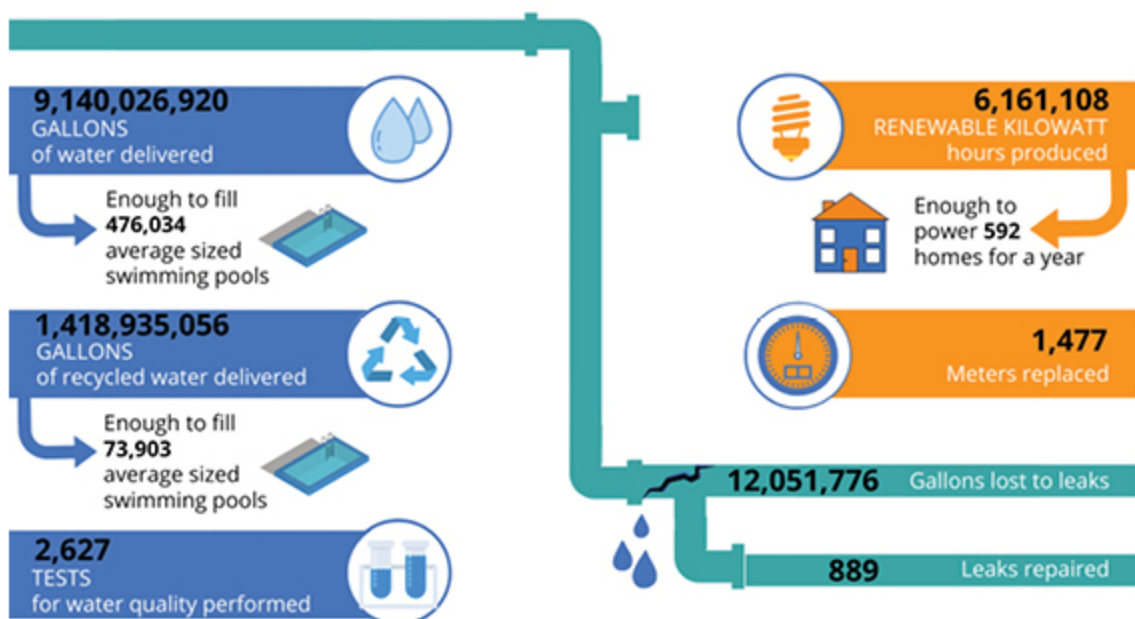 9,140,026,920
GALLONS
of water delivered
Enough to fill
476,034
average sized
swimming pools
1,418,935,056
GALLONS
of recycled water delivered
Enough to fill
73,903
average sized
swimming pools
2,627
TESTS
for water quality performed
6,161,108
RENEWABLE KILOWATT
hours produced
Enough to
power 592
homes for a year
1,477
Meters replaced
12,051,776 Gallons lost to leaks
889 Leaks repaired